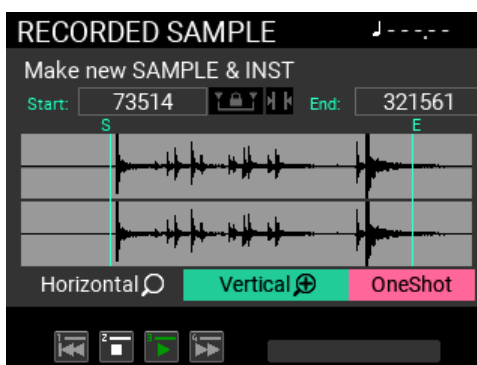 RECORDED SAMPLE ♩---.--
Make new SAMPLE & INST
Start: 73514 End: 321561
S E
Horizontal Vertical OneShot
1 2 3 4